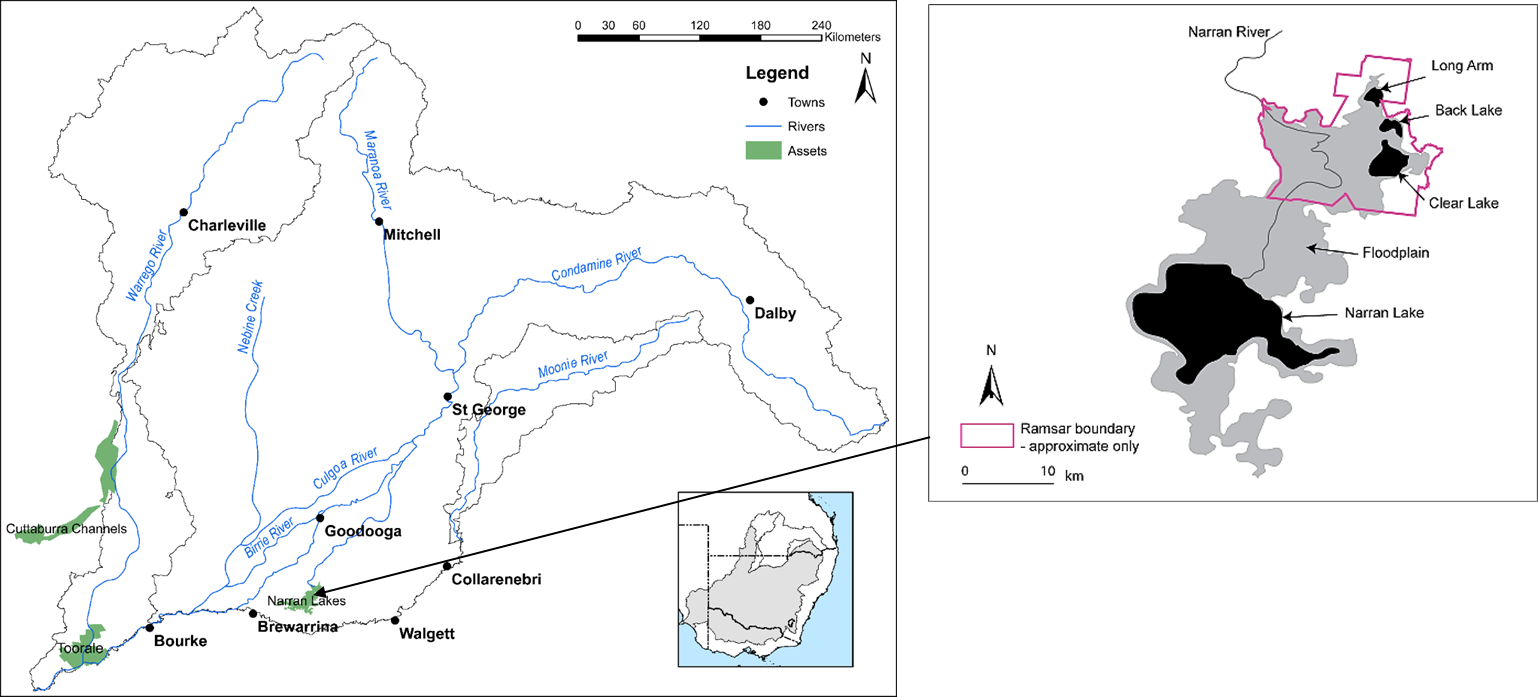 0 30 60 120 180 240
Kilometers
N
Legend
Towns
Rivers
Assets
Maranoa River
Charleville
Mitchell
Warrego River
Condamine River
Nebine Creek
Dalby
Moonie River
St George
Culgoa River
Cuttaburra Channels
Goodooga
Birrie River
Collarenebri
Narran Lakes
Brewarrina
Walgett
Bourke
Toorale
Narran River
Long Arm
Back Lake
Clear Lake
Floodplain
Narran Lake
N
Ramsar boundary
- approximate only
0 10 km